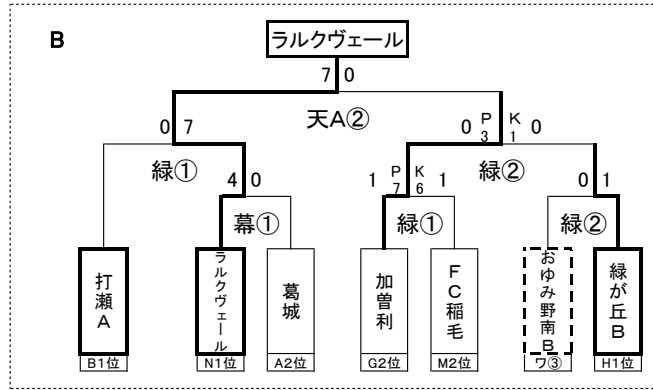 B
ラルクヴェール
7 0
天A②
0 7
0 P 3 K 1 0
緑①
緑②
4 0
1 P 7 K 6 1
0 1
幕①
緑①
緑②
打瀬A
ラルクヴェール
葛城
加曽利
FC稲毛
おゆみ野南B
緑が丘B
B1位
N1位
A2位
G2位
M2位
ワ③
H1位